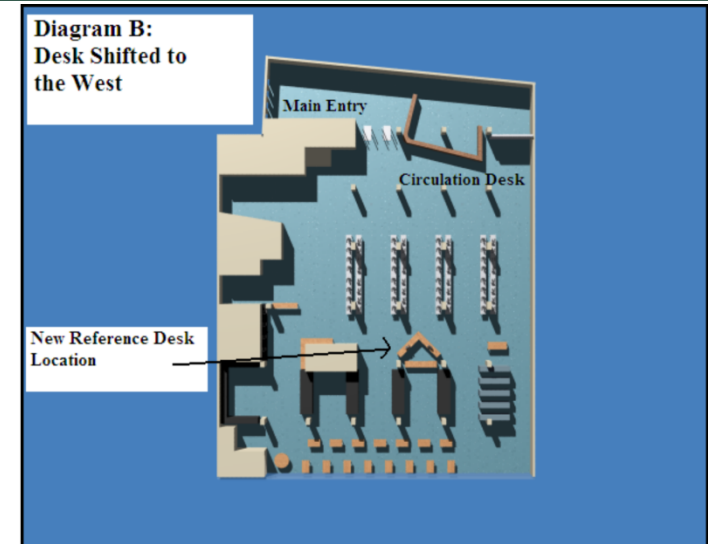 Diagram B:
Desk Shifted to
the West
Main Entry
Circulation Desk
New Reference Desk
Location